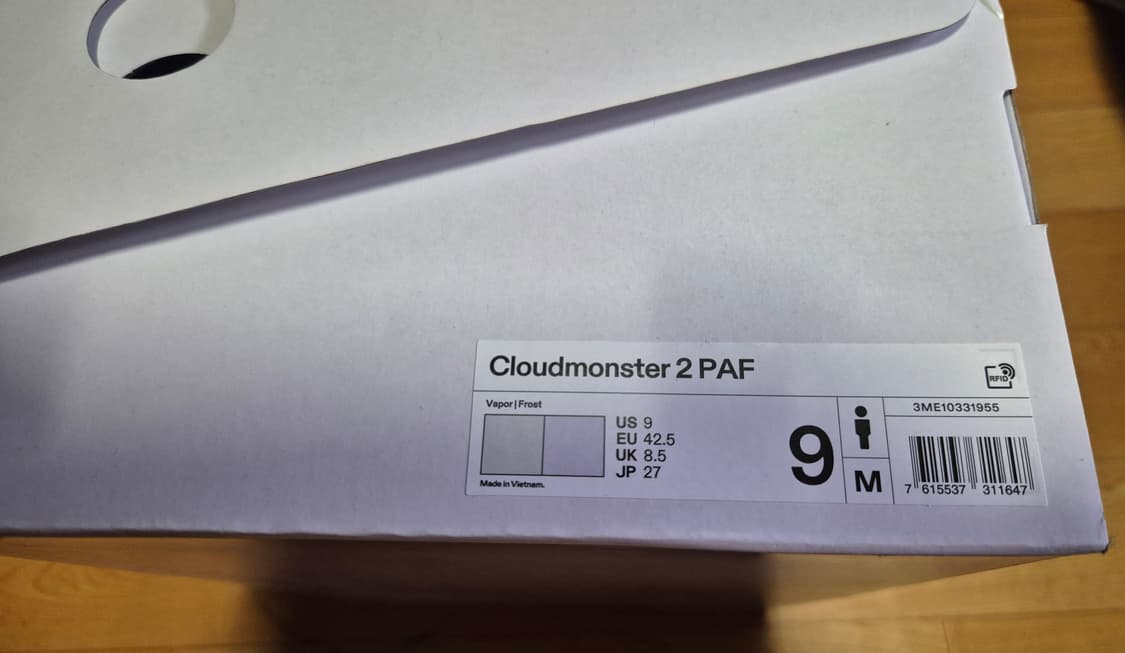 Cloudmonster 2 PAF
RFID
Vapor | Frost
US 9
EU 42.5
UK 8.5
JP 27
Made in Vietnam.
9
M
3ME10331955
7 615537 311647